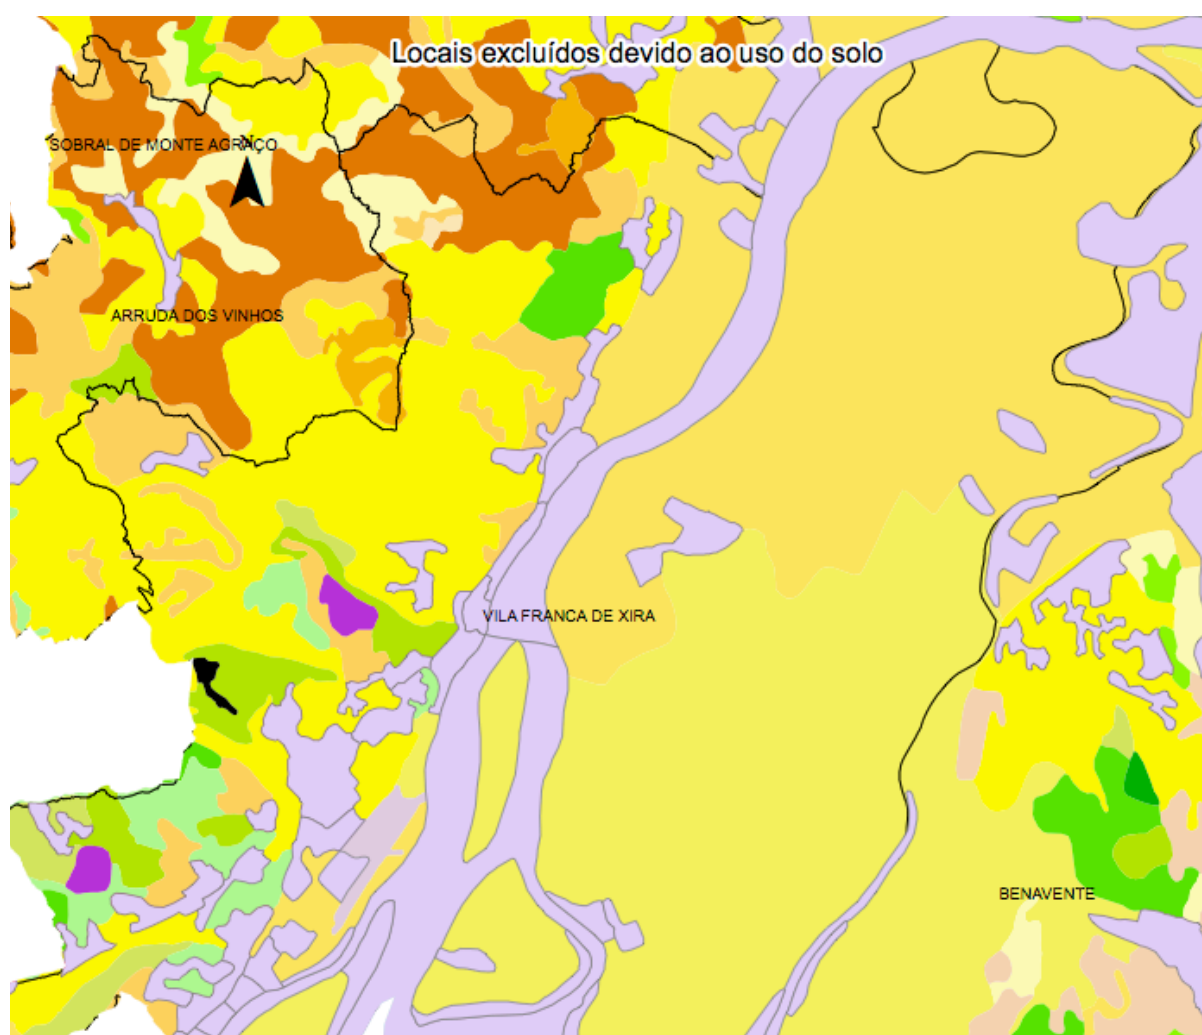 Locais excluídos devido ao uso do solo
SOBRAL DE MONTE AGRAÇO
N
ARRUDA DOS VINHOS
VILA FRANCA DE XIRA
BENAVENTE